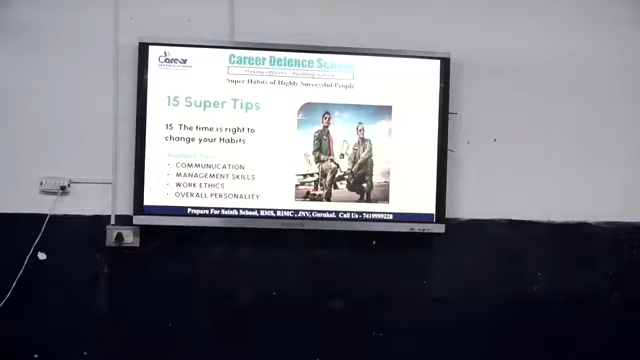 Career
Career Defence School
Making Officers Building Nation
Super Habits of Highly Successful People
15 Super Tips
15. The time is right to
change your Habits.
• COMMUNUCATION
• MANAGEMENT SKILLS
• WORK ETHICS
• OVERALL PERSONALITY
Prepare For Sainik School, RMS, RIMC, JNV, Gurukul. Call Us - 7419999228